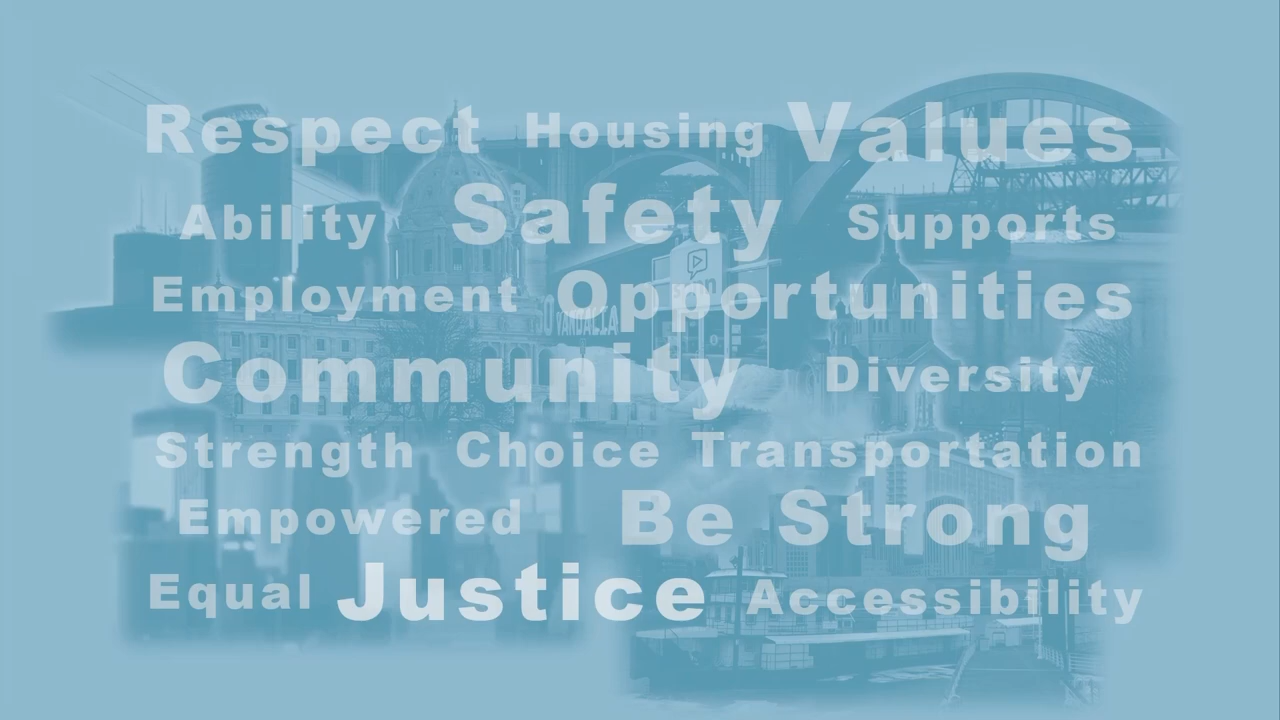 Respect Housing Values
Ability Safety Supports
Employment Opportunities
VANDALIA
Community Diversity
Strength Choice Transportation
Empowered Be Strong
Equal Justice Accessibility